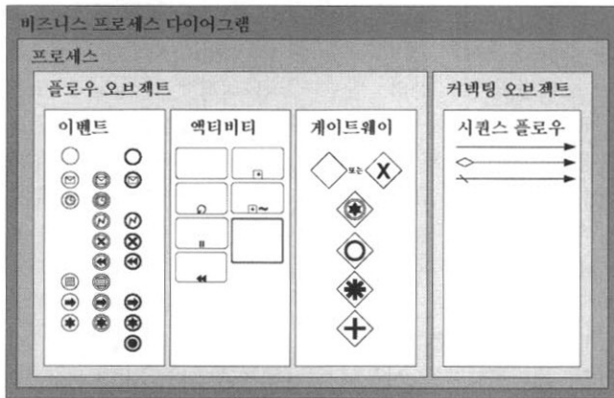 비즈니스 프로세스 다이어그램
프로세스
플로우 오브젝트
커넥팅 오브젝트
이벤트
액티비티
게이트웨이
시퀀스 플로우
또는
X